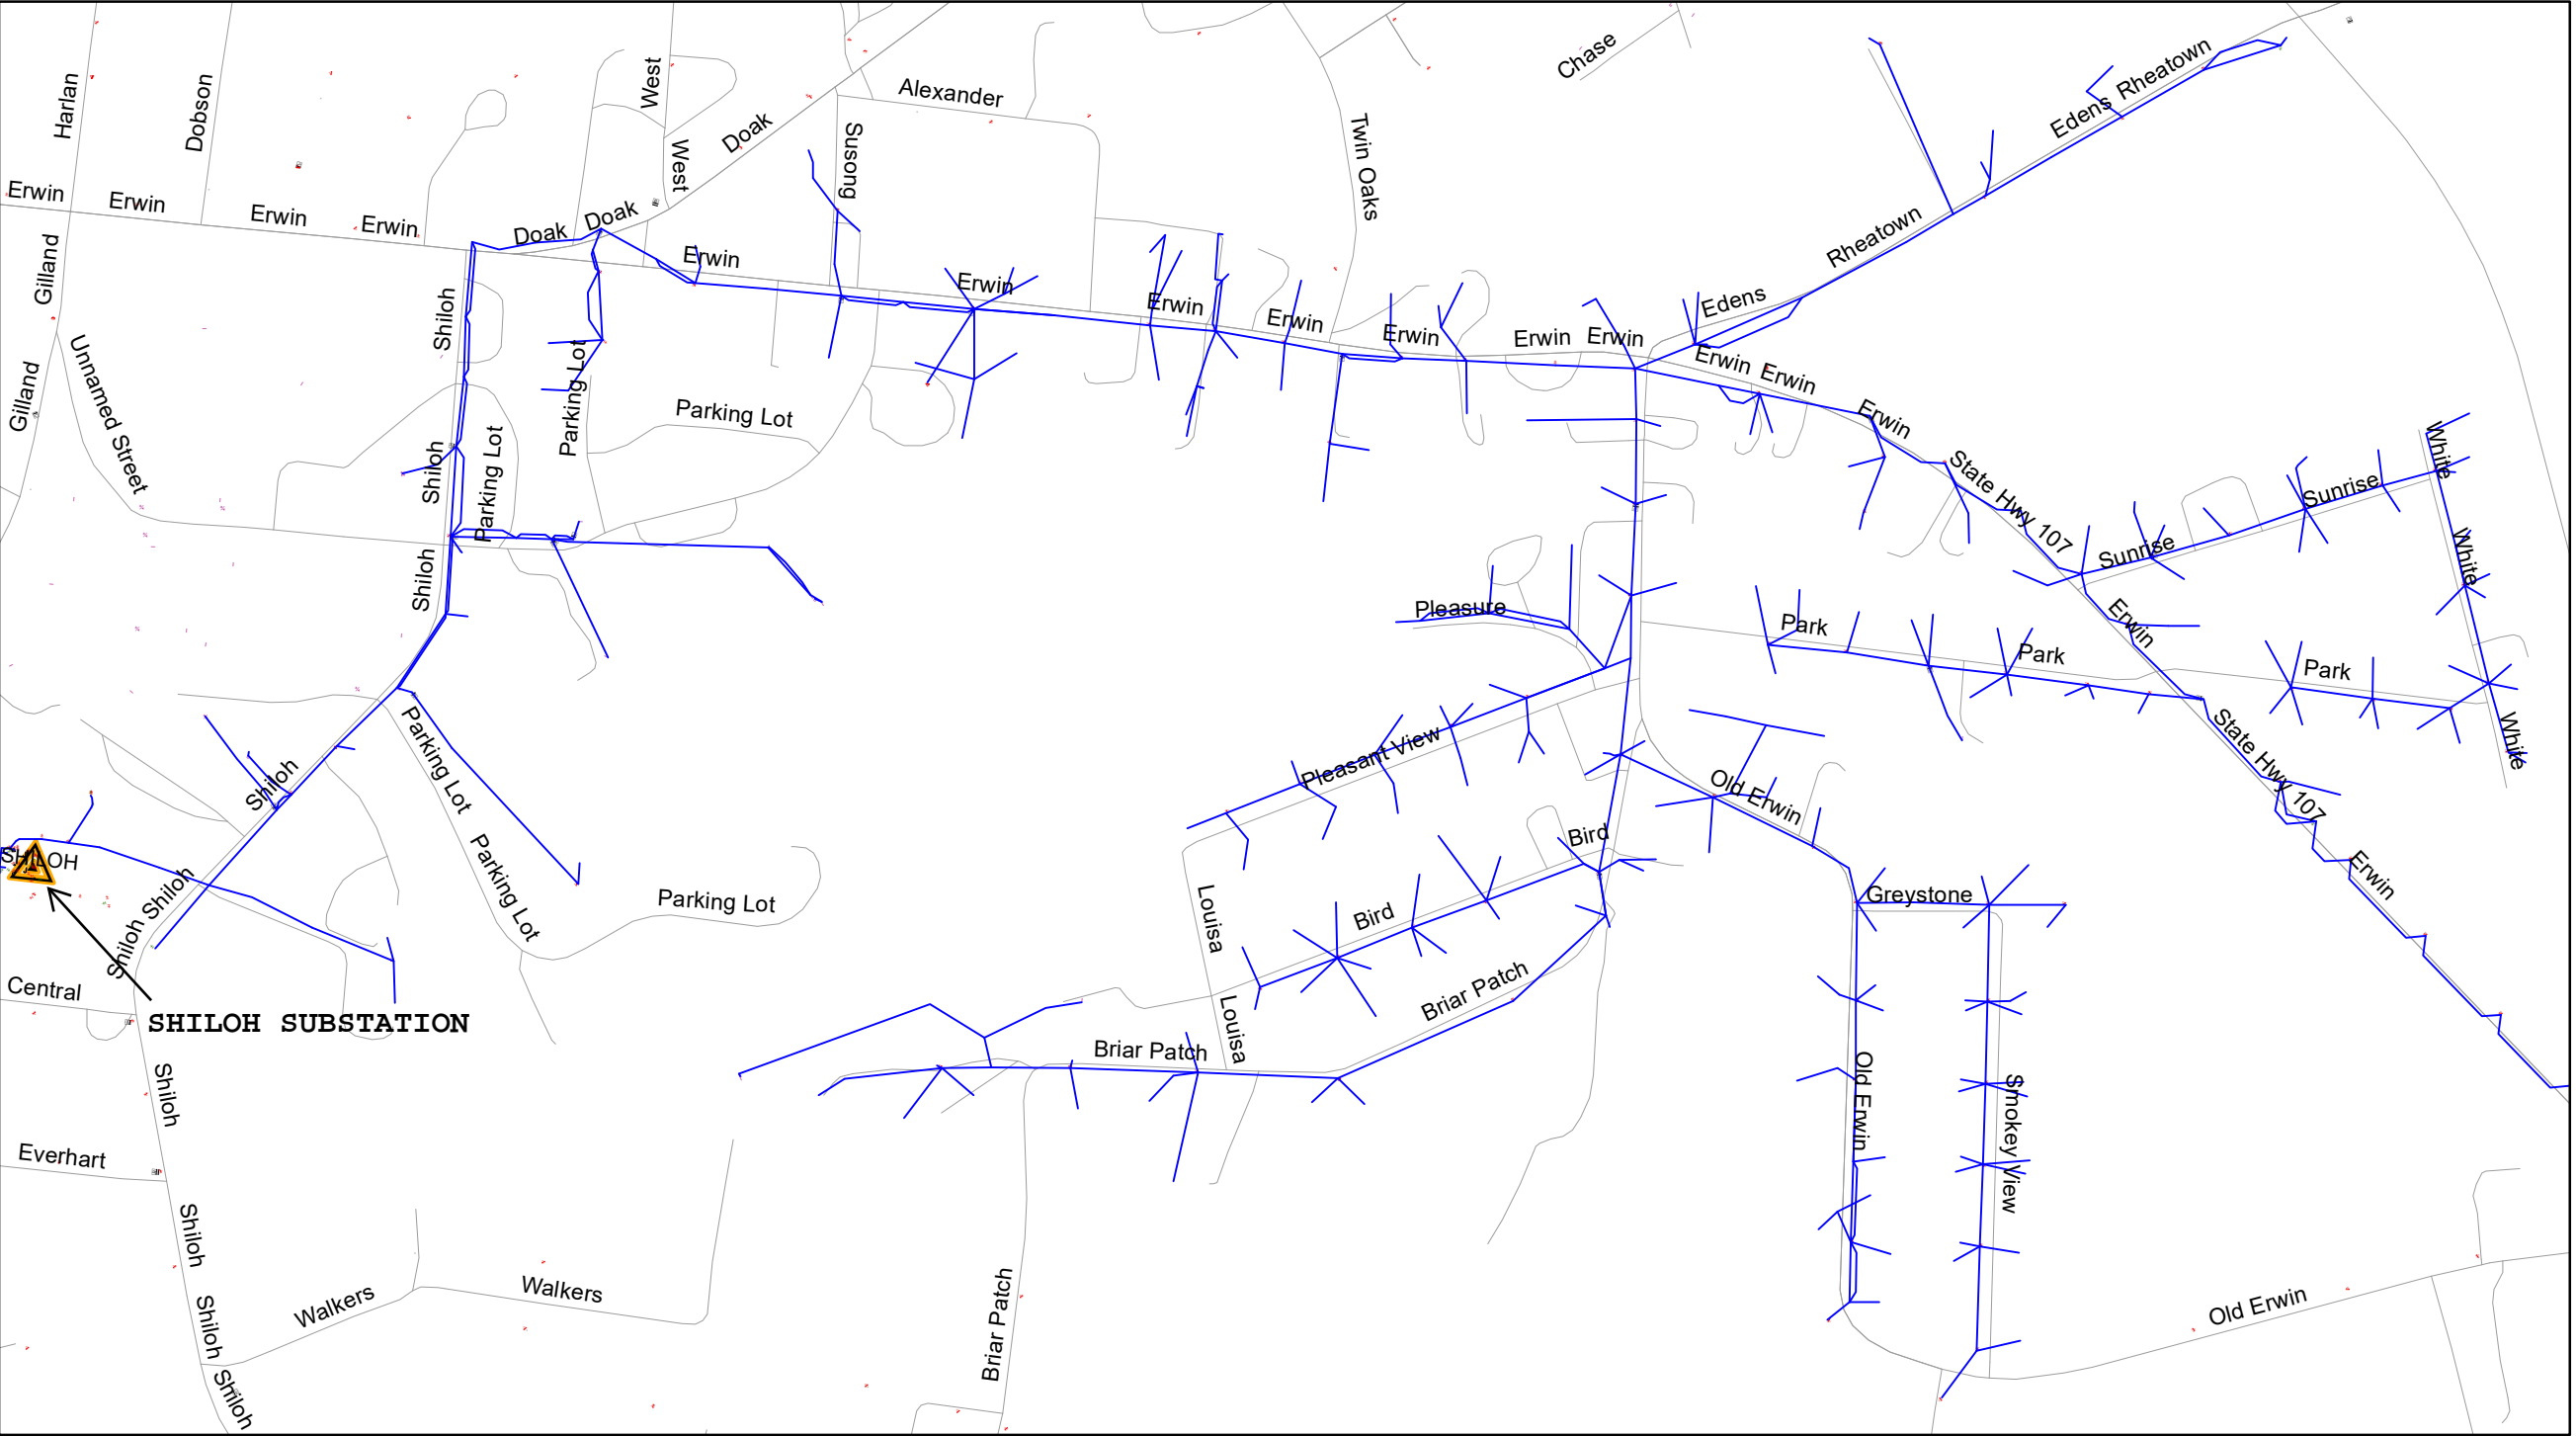 Harlan
Dobson
West
West
Doak
Alexander
Susong
Twin Oaks
Chase
Edens
Rheatown
Rheatown
Edens
Erwin
Erwin
Erwin
Erwin
Doak
Doak
Erwin
Erwin
Erwin
Erwin
Erwin
Erwin
Erwin
Erwin
Erwin
Erwin
Gilland
Gilland
Unnamed Street
Shiloh
Shiloh
Shiloh
Parking Lot
Parking Lot
Parking Lot
State Hwy 107
Sunrise
Sunrise
White
White
White
Pleasure
Park
Park
Park
Erwin
State Hwy 107
Erwin
Pleasant View
Old Erwin
Bird
Bird
Greystone
Louisa
Louisa
Briar Patch
Briar Patch
Briar Patch
Old Erwin
Smokey View
Old Erwin
Parking Lot
Parking Lot
Parking Lot
Shiloh
SHILOH
Shiloh
Shiloh
Central
SHILOH SUBSTATION
Shiloh
Everhart
Shiloh
Shiloh
Shiloh
Walkers
Walkers